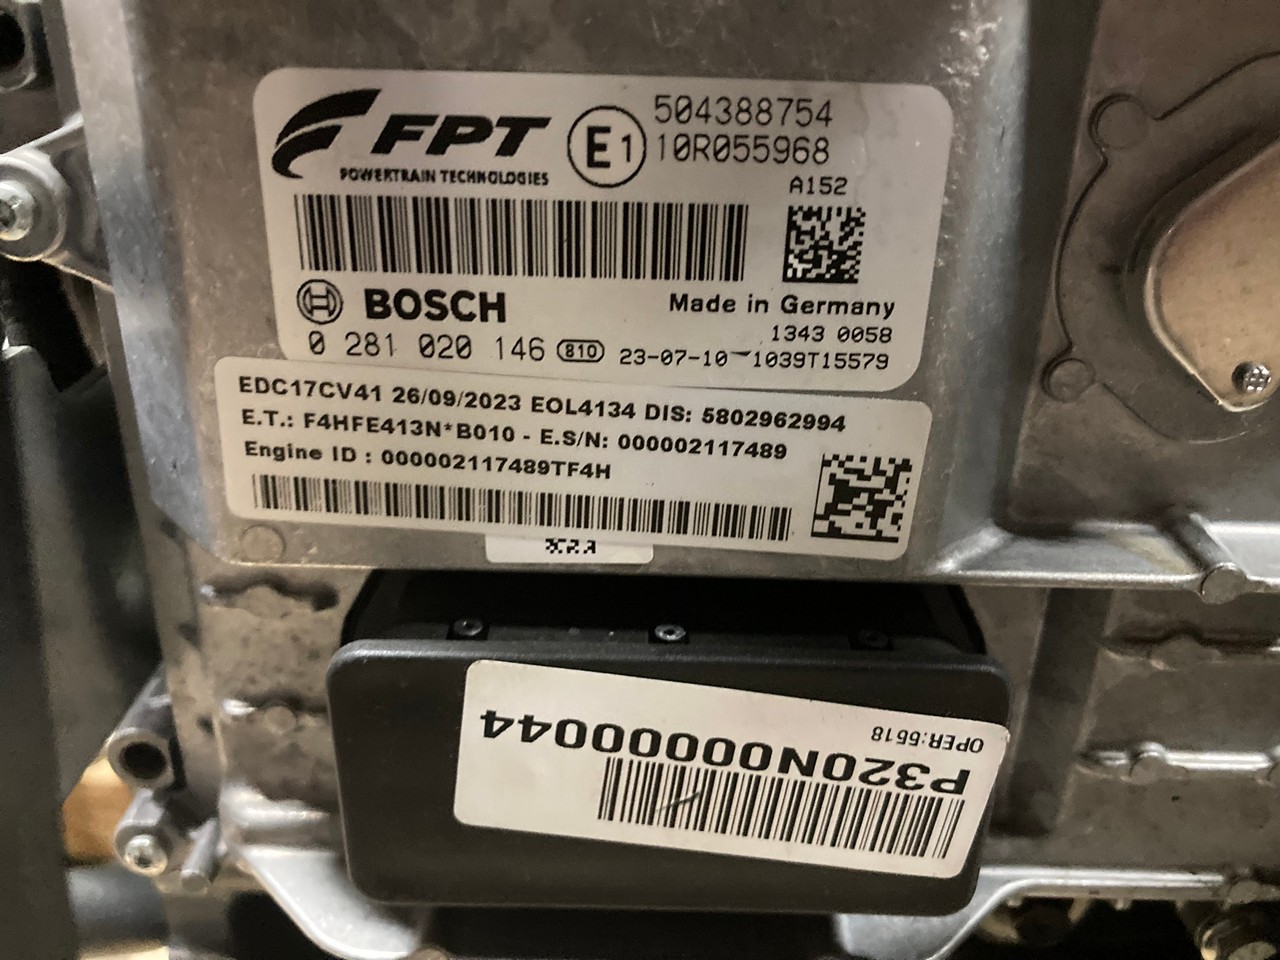 FPT
POWERTRAIN TECHNOLOGIES
E1
504388754
10R055968
A152
BOSCH
Made in Germany
1343 0058
0 281 020 146 810 23-07-10 1039T15579
EDC17CV41 26/09/2023 EOL4134 DIS: 5802962994
E.T.: F4HFE413N*B010 - E.S/N: 000002117489
Engine ID : 000002117489TF4H
OPER:5618
P320N0000044